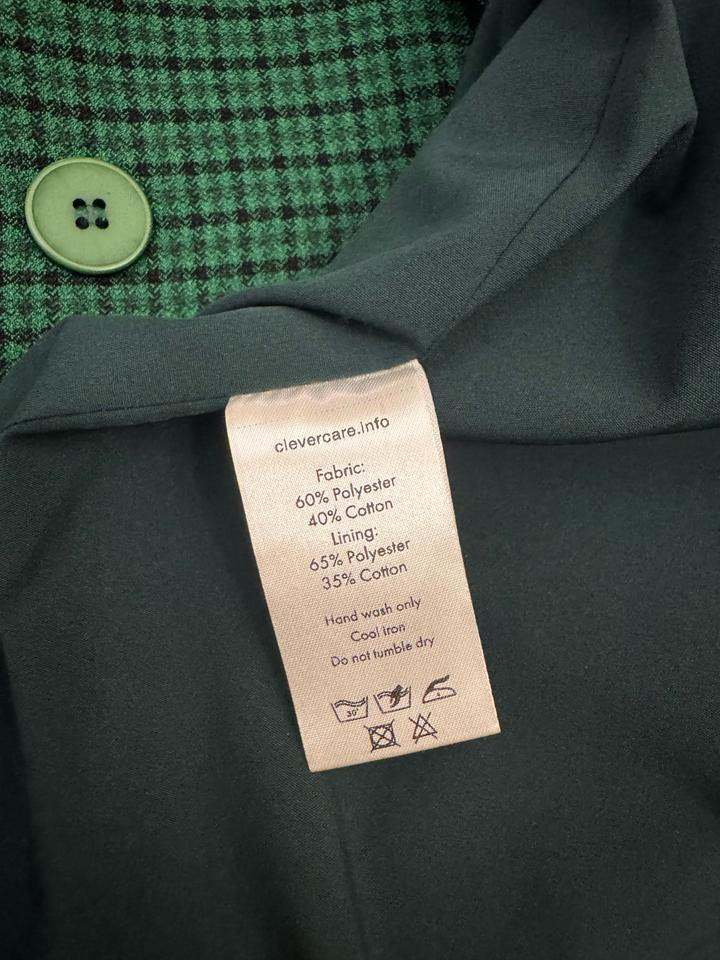 clevercare.info
Fabric:
60% Polyester
40% Cotton
Lining:
65% Polyester
35% Cotton
Hand wash only
Cool iron
Do not tumble dry
30°